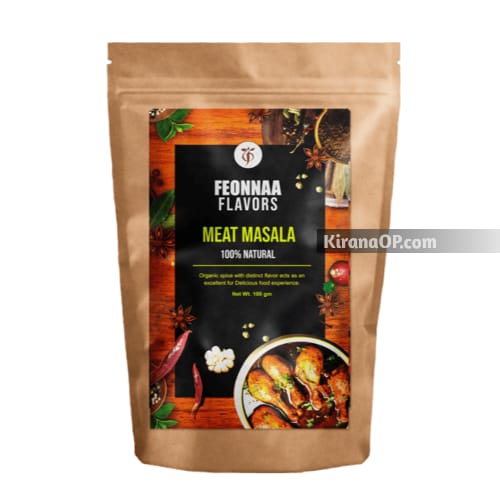 FEONNAA
FLAVORS
MEAT MASALA
100% NATURAL
Organic spice with distinct flavor acts as an
excellent for Delicious food experience.
Net Wt. 100 gm
KiranaOP.com